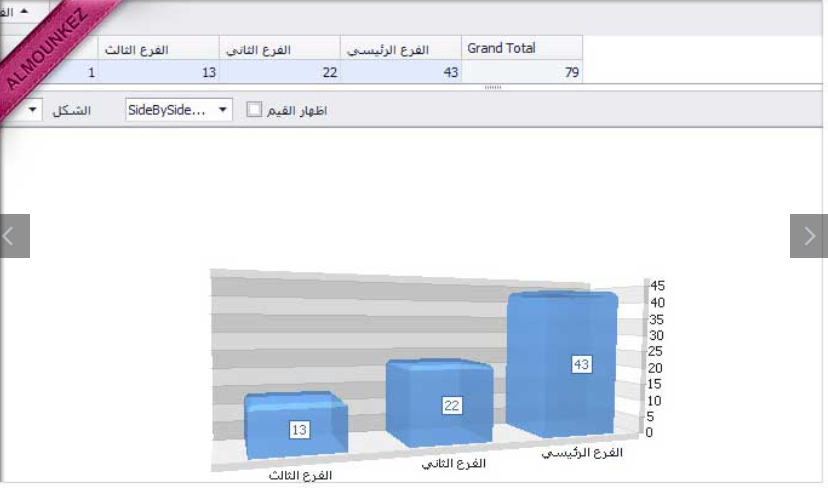 ALMOUNKEZ
الفرع الثالث
الفرع الثاني
الفرع الرئيسي
Grand Total
1
13
22
43
79
الشكل
SideBySide...
اظهار القيم
45
40
35
30
25
20
15
10
5
0
43
22
13
الفرع الرئيسي
الفرع الثاني
الفرع الثالث